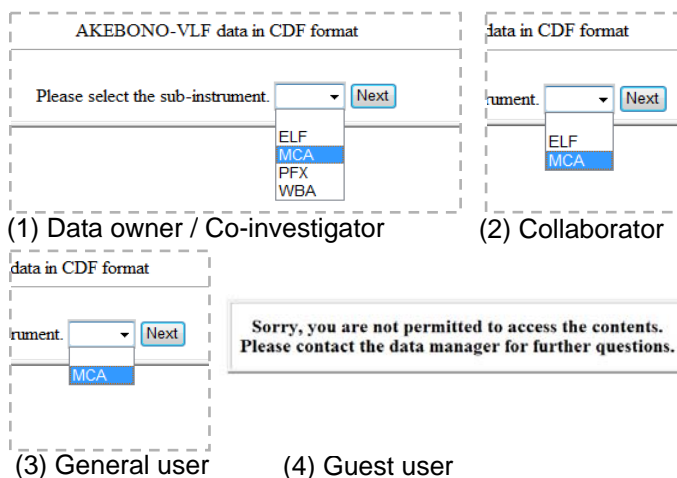 AKEBONO-VLF data in CDF format
Please select the sub-instrument. Next
ELF
MCA
PFX
WBA
(1) Data owner / Co-investigator
data in CDF format
rument. Next
ELF
MCA
(2) Collaborator
data in CDF format
rument. Next
MCA
(3) General user
Sorry, you are not permitted to access the contents.
Please contact the data manager for further questions.
(4) Guest user